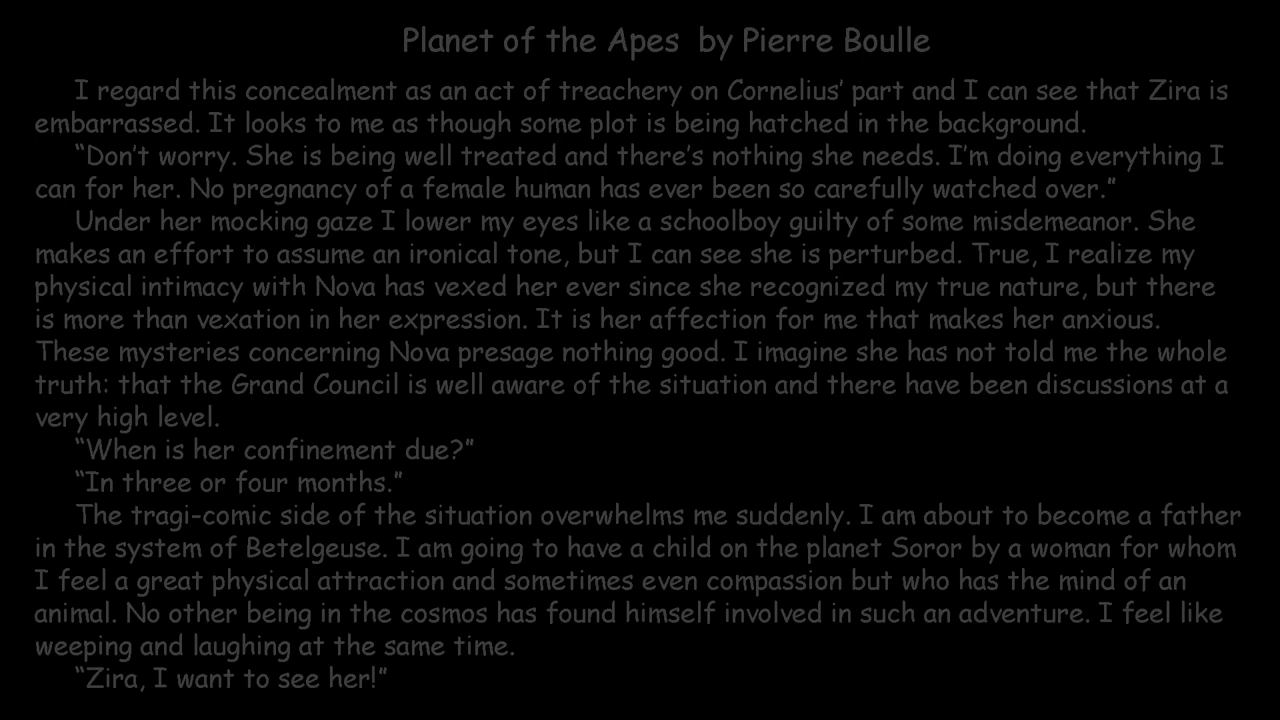 Planet of the Apes by Pierre Boulle
I regard this concealment as an act of treachery on Cornelius’ part and I can see that Zira is
embarrassed. It looks to me as though some plot is being hatched in the background.
“Don’t worry. She is being well treated and there’s nothing she needs. I’m doing everything I
can for her. No pregnancy of a female human has ever been so carefully watched over.”
Under her mocking gaze I lower my eyes like a schoolboy guilty of some misdemeanor. She
makes an effort to assume an ironical tone, but I can see she is perturbed. True, I realize my
physical intimacy with Nova has vexed her ever since she recognized my true nature, but there
is more than vexation in her expression. It is her affection for me that makes her anxious.
These mysteries concerning Nova presage nothing good. I imagine she has not told me the whole
truth: that the Grand Council is well aware of the situation and there have been discussions at a
very high level.
“When is her confinement due?”
“In three or four months.”
The tragi-comic side of the situation overwhelms me suddenly. I am about to become a father
in the system of Betelgeuse. I am going to have a child on the planet Soror by a woman for whom
I feel a great physical attraction and sometimes even compassion but who has the mind of an
animal. No other being in the cosmos has found himself involved in such an adventure. I feel like
weeping and laughing at the same time.
“Zira, I want to see her!”